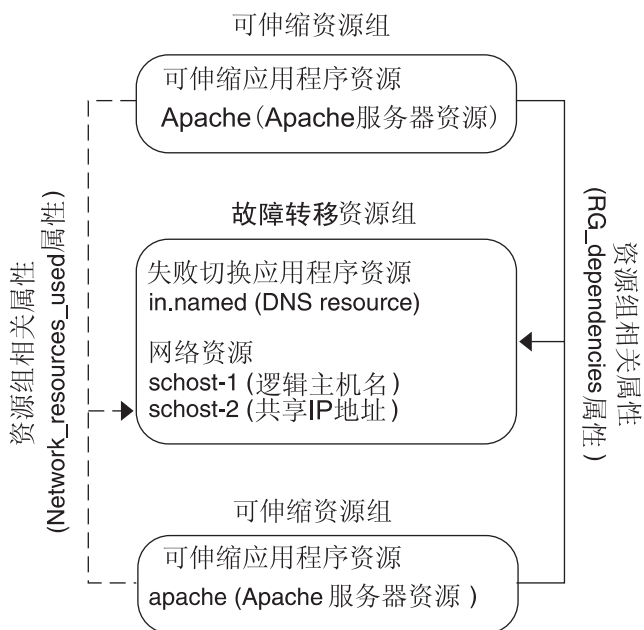 可伸缩资源组
可伸缩应用程序资源
Apache（Apache服务器资源）
故障转移资源组
失败切换应用程序资源
in.named (DNS resource)
网络资源
schost-1 (逻辑主机名)
schost-2 (共享IP地址)
可伸缩资源组
可伸缩应用程序资源
apache (Apache 服务器资源 )
资源组相关属性
(Network_resources_used属性)
资源组相关属性
(RG_dependencies属性)